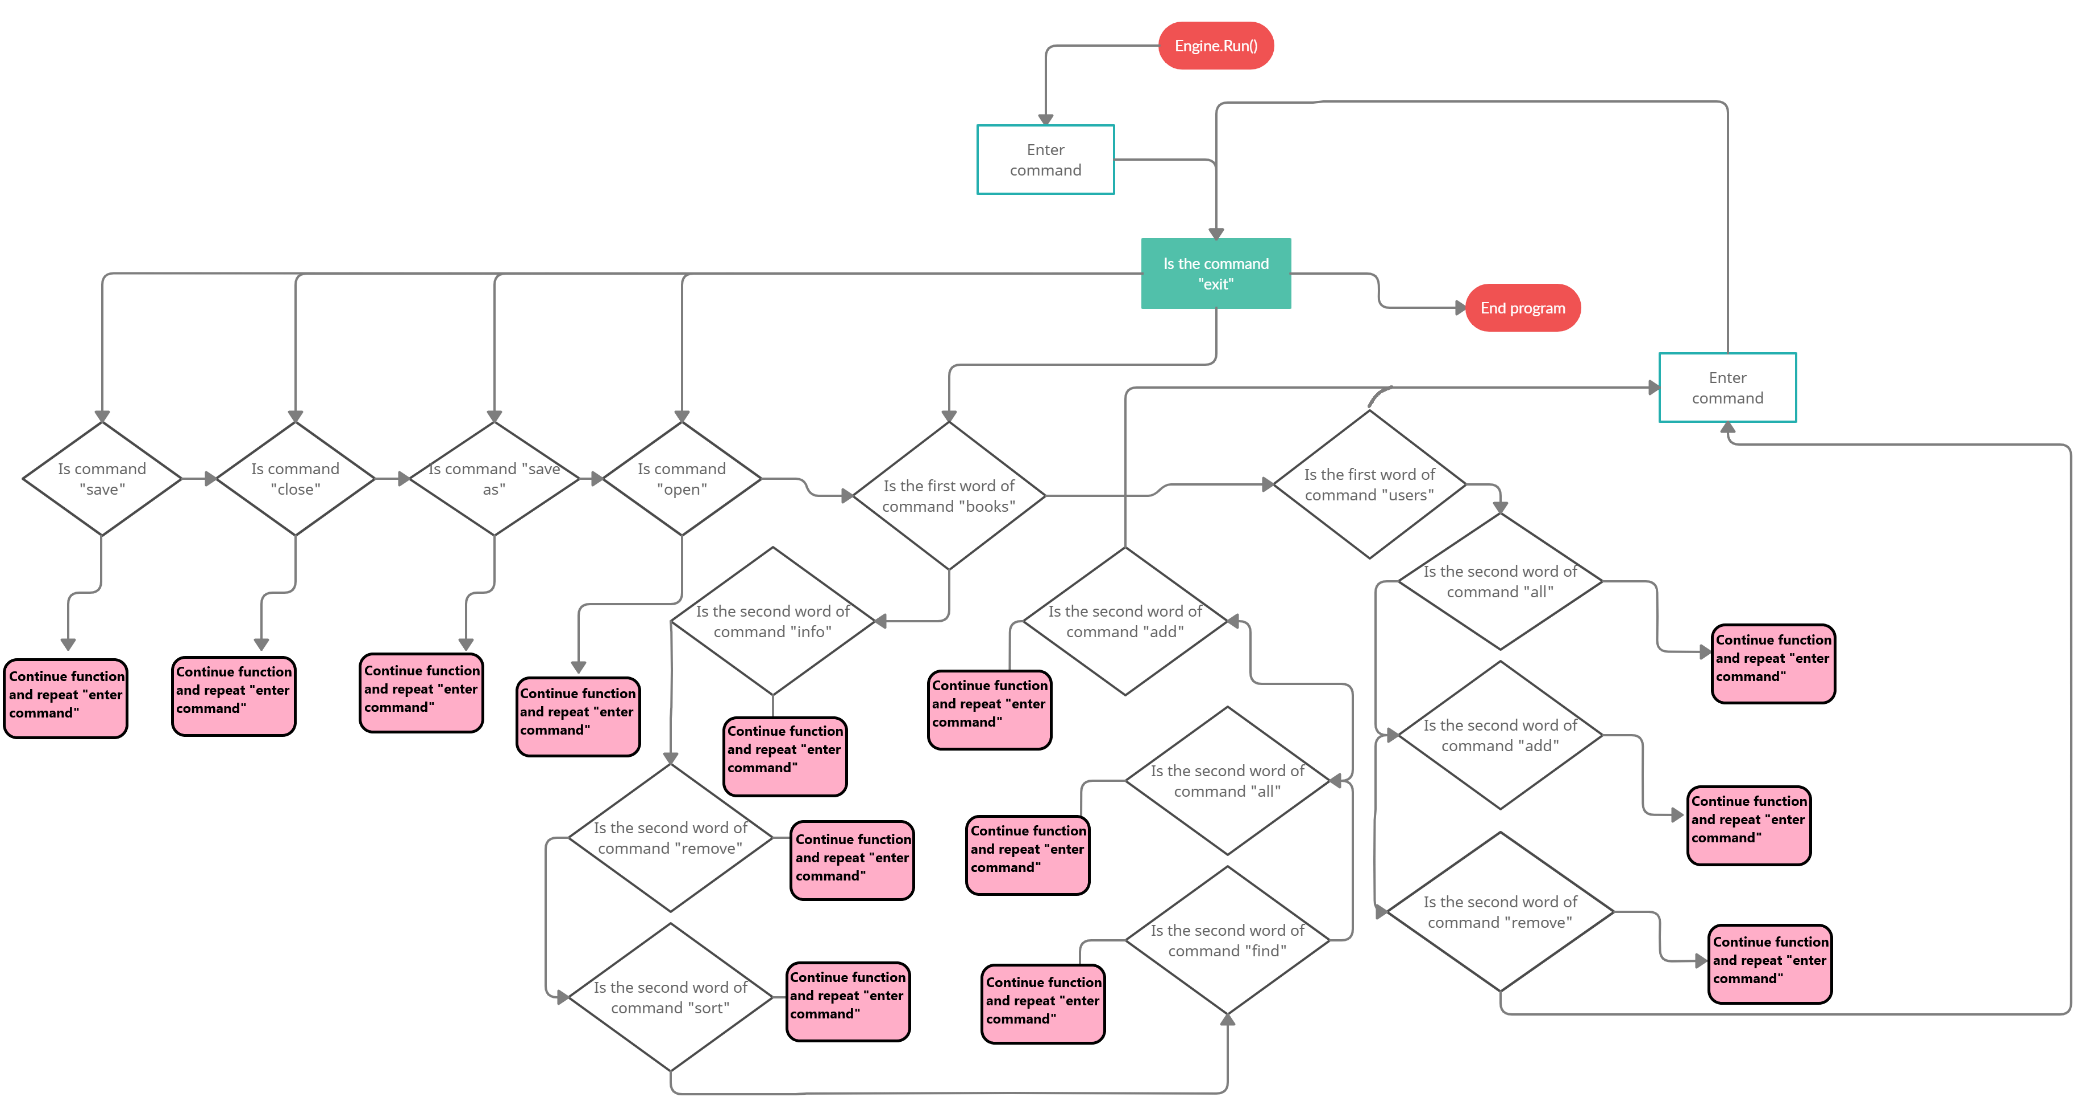 Engine.Run()
Enter
command
Is the command
"exit"
End program
Enter
command
Is command
"save"
Is command
"close"
Is command "save
as"
Is command
"open"
Is the first word of
command "books"
Is the first word of
command "users"
Is the second word of
command "info"
Is the second word of
command "add"
Is the second word of
command "all"
Continue function
and repeat "enter
command"
Continue function
and repeat "enter
command"
Continue function
and repeat "enter
command"
Continue function
and repeat "enter
command"
Continue function
and repeat "enter
command"
Continue function
and repeat "enter
command"
Continue function
and repeat "enter
command"
Is the second word of
command "all"
Is the second word of
command "add"
Is the second word of
command "remove"
Continue function
and repeat "enter
command"
Continue function
and repeat "enter
command"
Continue function
and repeat "enter
command"
Is the second word of
command "remove"
Is the second word of
command "find"
Is the second word of
command "sort"
Continue function
and repeat "enter
command"
Continue function
and repeat "enter
command"
Continue function
and repeat "enter
command"